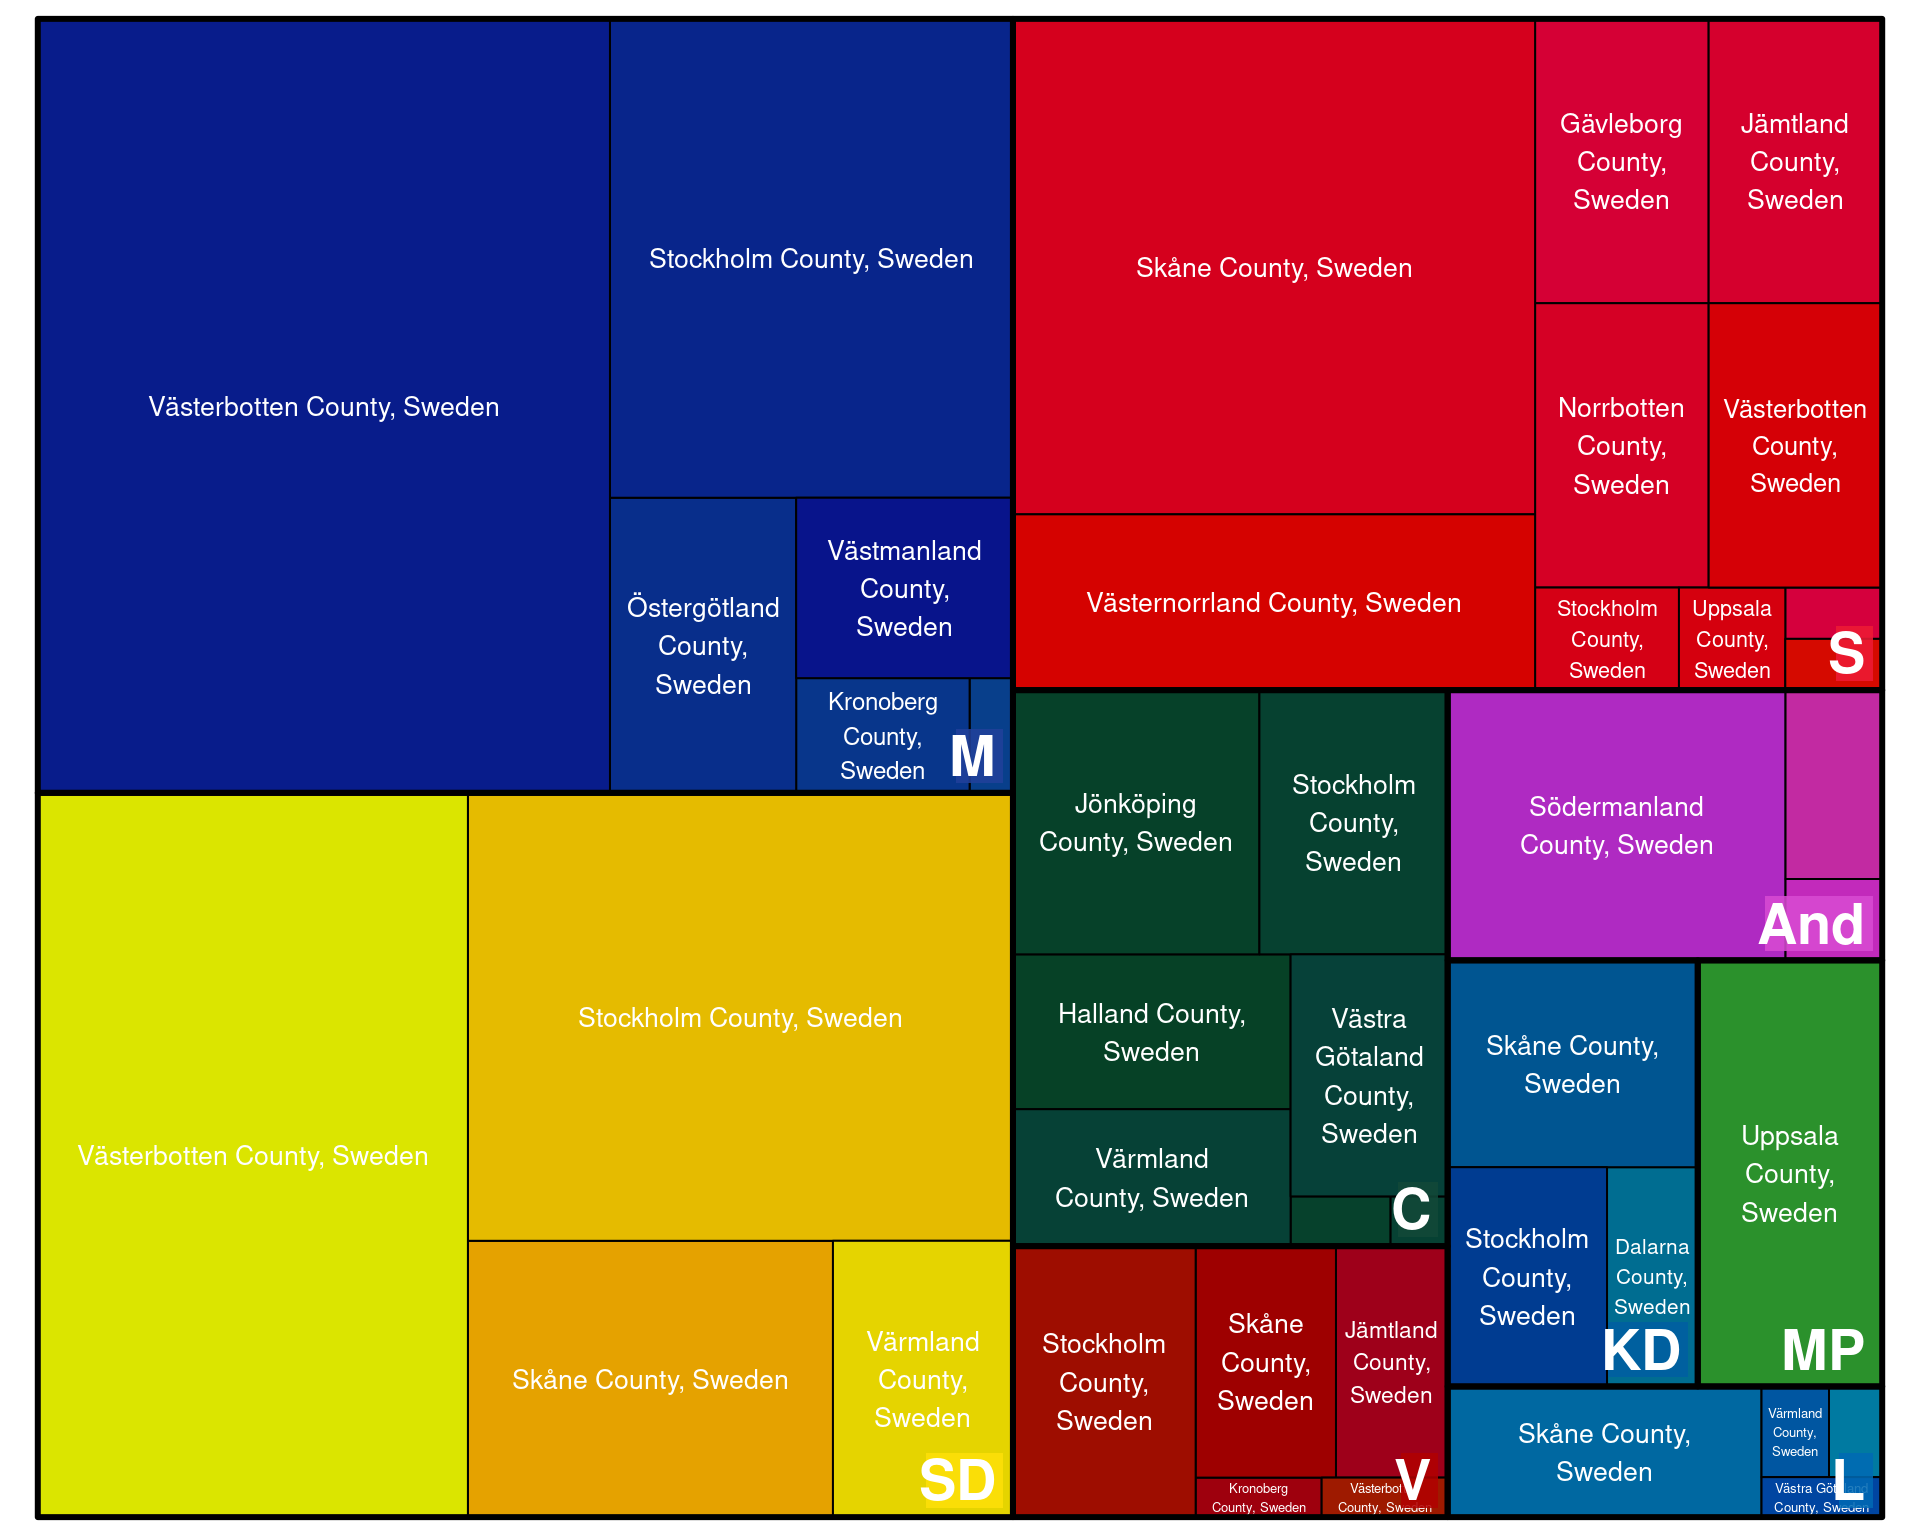 Västerbotten County, Sweden
Stockholm County, Sweden
Östergötland
County,
Sweden
Västmanland
County,
Sweden
Kronoberg
County,
Sweden
M
Skåne County, Sweden
Västernorrland County, Sweden
Gävleborg
County,
Sweden
Jämtland
County,
Sweden
Norrbotten
County,
Sweden
Västerbotten
County,
Sweden
Stockholm
County,
Sweden
Uppsala
County,
Sweden
S
Västerbotten County, Sweden
Stockholm County, Sweden
Skåne County, Sweden
Värmland
County,
Sweden
SD
Jönköping
County, Sweden
Stockholm
County,
Sweden
Halland County,
Sweden
Västra
Götaland
County,
Sweden
Värmland
County, Sweden
C
Södermanland
County, Sweden
And
Skåne County,
Sweden
Stockholm
County,
Sweden
Dalarna
County,
Sweden
KD
Uppsala
County,
Sweden
MP
Stockholm
County,
Sweden
Skåne
County,
Sweden
Jämtland
County,
Sweden
Kronoberg
County, Sweden
County, Sweden
V
Skåne County,
Sweden
Värmland
County,
Sweden
Västra
County, Sweden
L